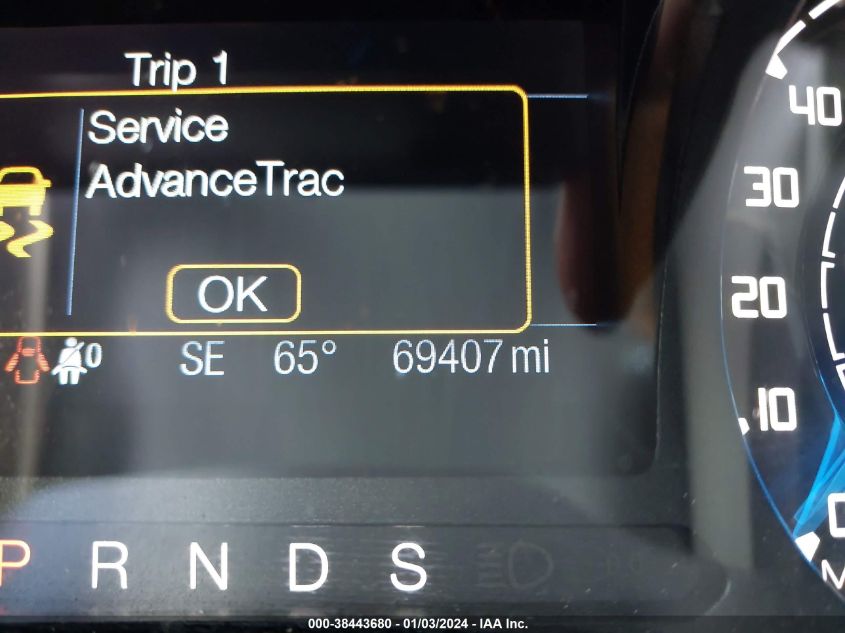 Trip 1
Service
AdvanceTrac
OK
0 SE 65° 69407 mi
P R N D S
40
30
20
10
0
M
000-38443680 - 01/03/2024 - IAA Inc.